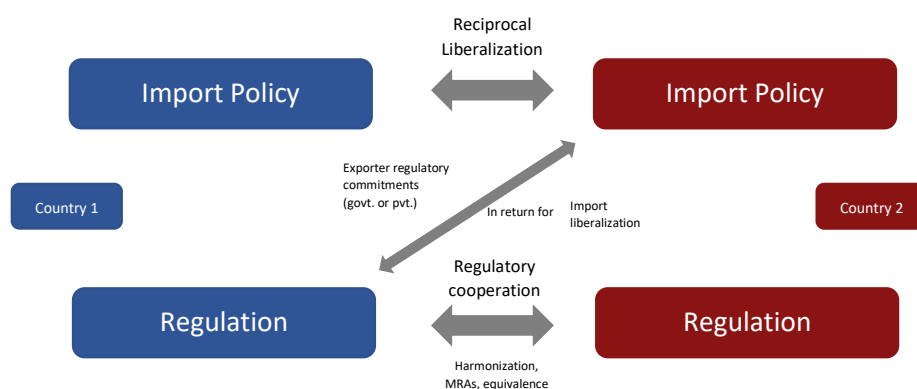 Reciprocal
Liberalization
Import Policy
Import Policy
Exporter regulatory
commitments
(govt. or pvt.)
In return for
Import
liberalization
Country 1
Country 2
Regulatory
cooperation
Regulation
Regulation
Harmonization,
MRAs, equivalence